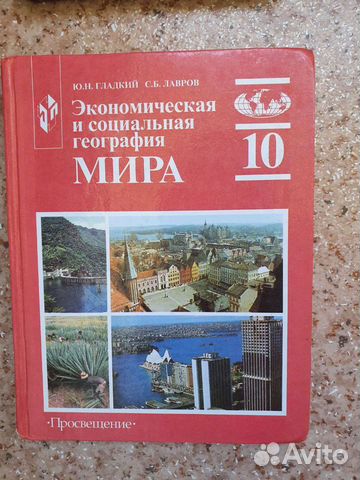 Ю.Н. ГЛАДКИЙ С.Б. ЛАВРОВ
Экономическая
и социальная
география
МИРА
10
·Просвещение·
Avito